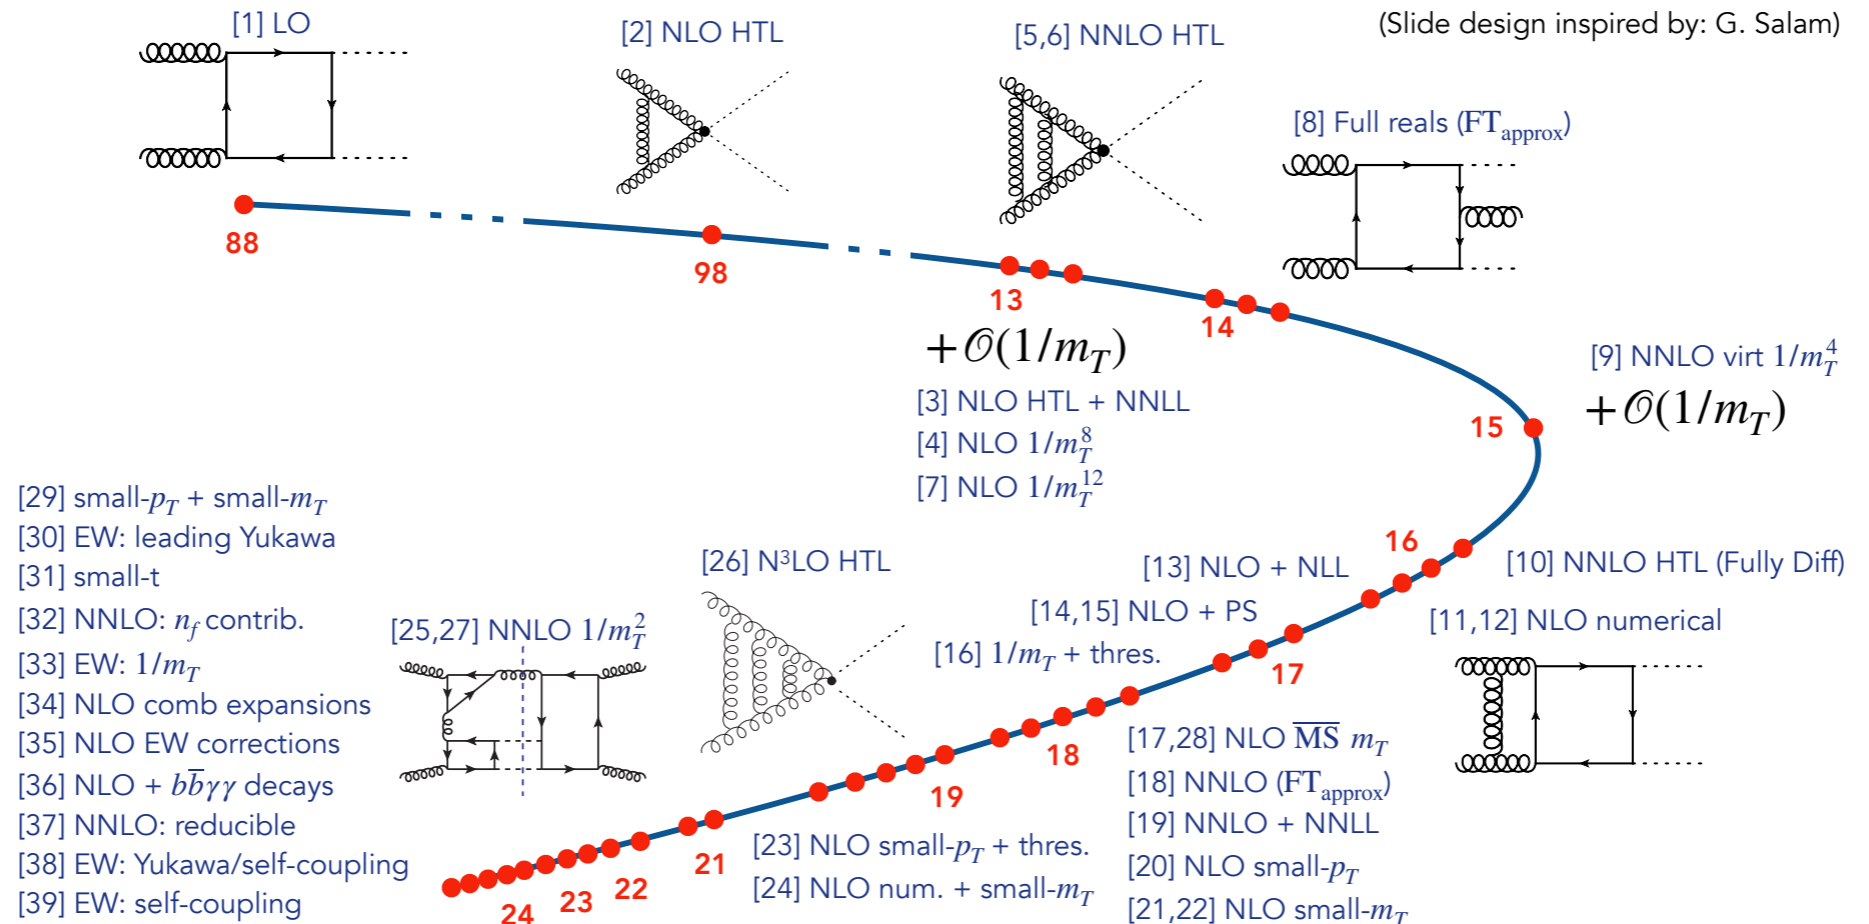 [1] LO
[2] NLO HTL
[5,6] NNLO HTL
(Slide design inspired by: G. Salam)
[8] Full reals (FT_approx)
88
98
13
14
+𝒪(1/m_T)
[3] NLO HTL + NNLL
[4] NLO 1/m_T^8
[7] NLO 1/m_T^12
[9] NNLO virt 1/m_T^4
+𝒪(1/m_T)
15
16
[10] NNLO HTL (Fully Diff)
[11,12] NLO numerical
[13] NLO + NLL
[14,15] NLO + PS
[16] 1/m_T + thres.
17
[26] N³LO HTL
[25,27] NNLO 1/m_T^2
18
[17,28] NLO M̅S̅ m_T
[18] NNLO (FT_approx)
[19] NNLO + NNLL
[20] NLO small-p_T
[21,22] NLO small-m_T
19
[23] NLO small-p_T + thres.
[24] NLO num. + small-m_T
21
22
23
24
[29] small-p_T + small-m_T
[30] EW: leading Yukawa
[31] small-t
[32] NNLO: n_f contrib.
[33] EW: 1/m_T
[34] NLO comb expansions
[35] NLO EW corrections
[36] NLO + bb̅γγ decays
[37] NNLO: reducible
[38] EW: Yukawa/self-coupling
[39] EW: self-coupling